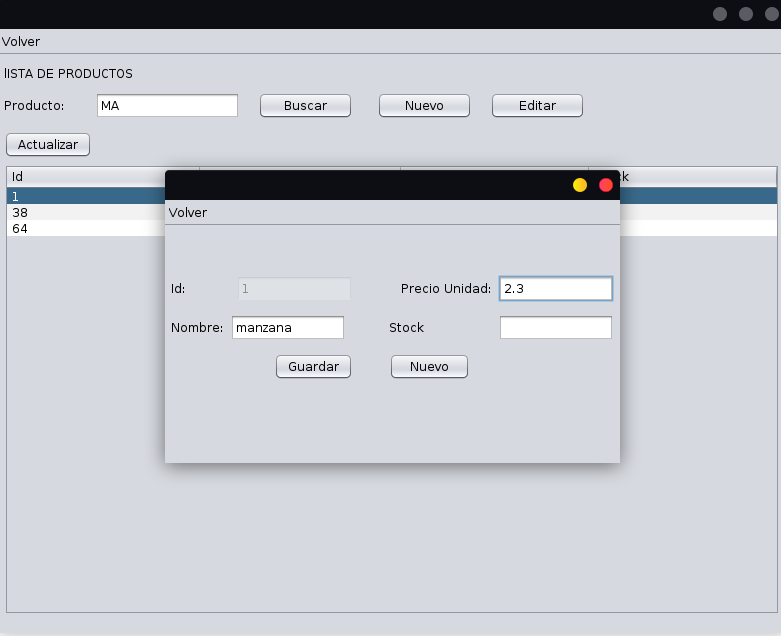 Volver
lISTA DE PRODUCTOS
Producto: MA Buscar Nuevo Editar
Actualizar
Id
1
38
64
Volver
Id: 1 Precio Unidad: 2.3
Nombre: manzana Stock
Guardar Nuevo